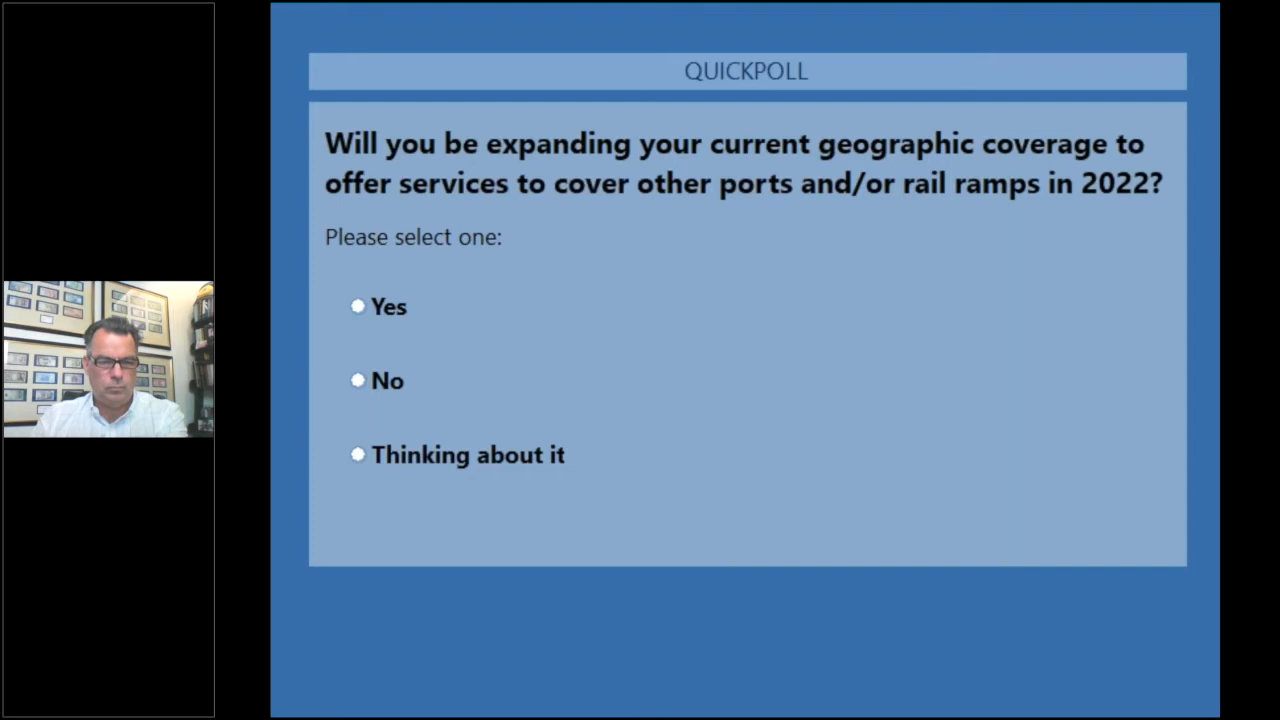 QUICKPOLL
Will you be expanding your current geographic coverage to
offer services to cover other ports and/or rail ramps in 2022?
Please select one:
Yes
No
Thinking about it